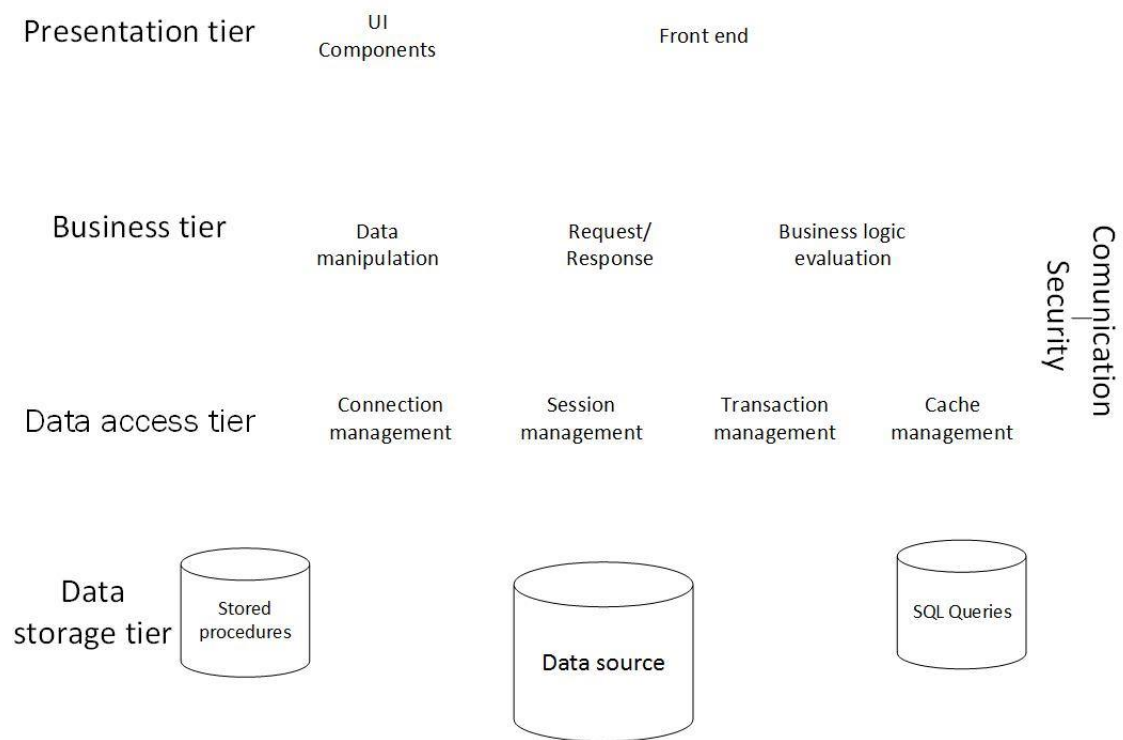 Presentation tier
UI
Components
Front end
Business tier
Data
manipulation
Request/
Response
Business logic
evaluation
Comunication
Security
Data access tier
Connection
management
Session
management
Transaction
management
Cache
management
Data
storage tier
Stored
procedures
Data source
SQL Queries